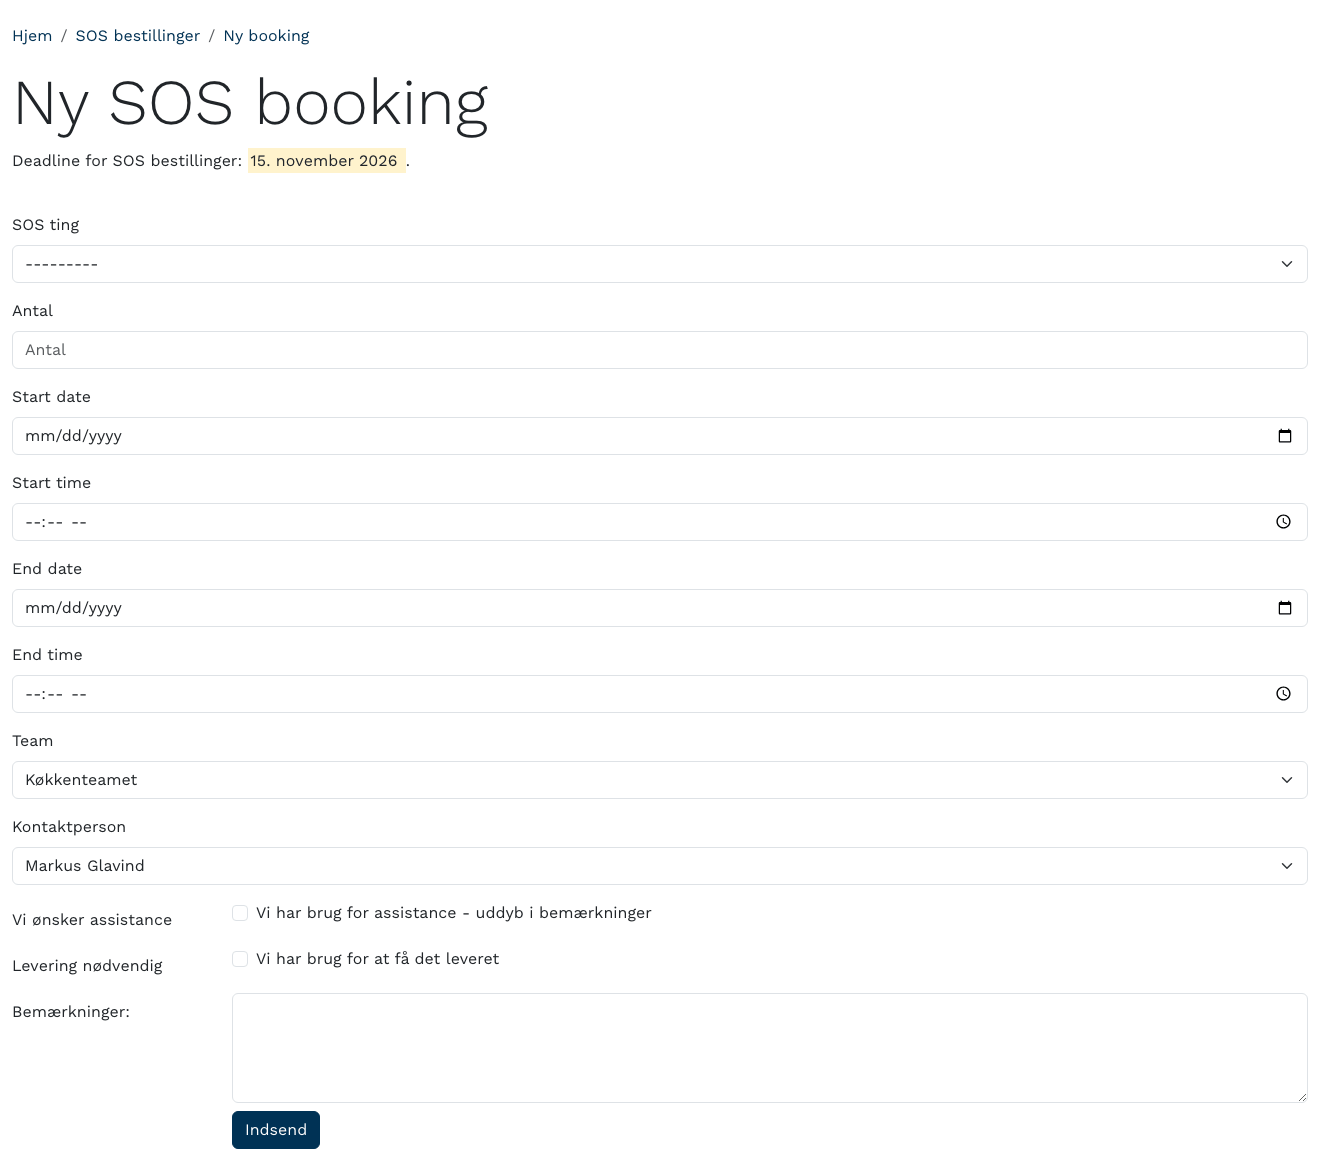 Hjem / SOS bestillinger / Ny booking
Ny SOS booking
Deadline for SOS bestillinger: 15. november 2026 .
SOS ting
---------
Antal
Antal
Start date
mm/dd/yyyy
Start time
--:-- --
End date
mm/dd/yyyy
End time
--:-- --
Team
Køkkenteamet
Kontaktperson
Markus Glavind
Vi ønsker assistance
Vi har brug for assistance - uddyb i bemærkninger
Levering nødvendig
Vi har brug for at få det leveret
Bemærkninger:
Indsend